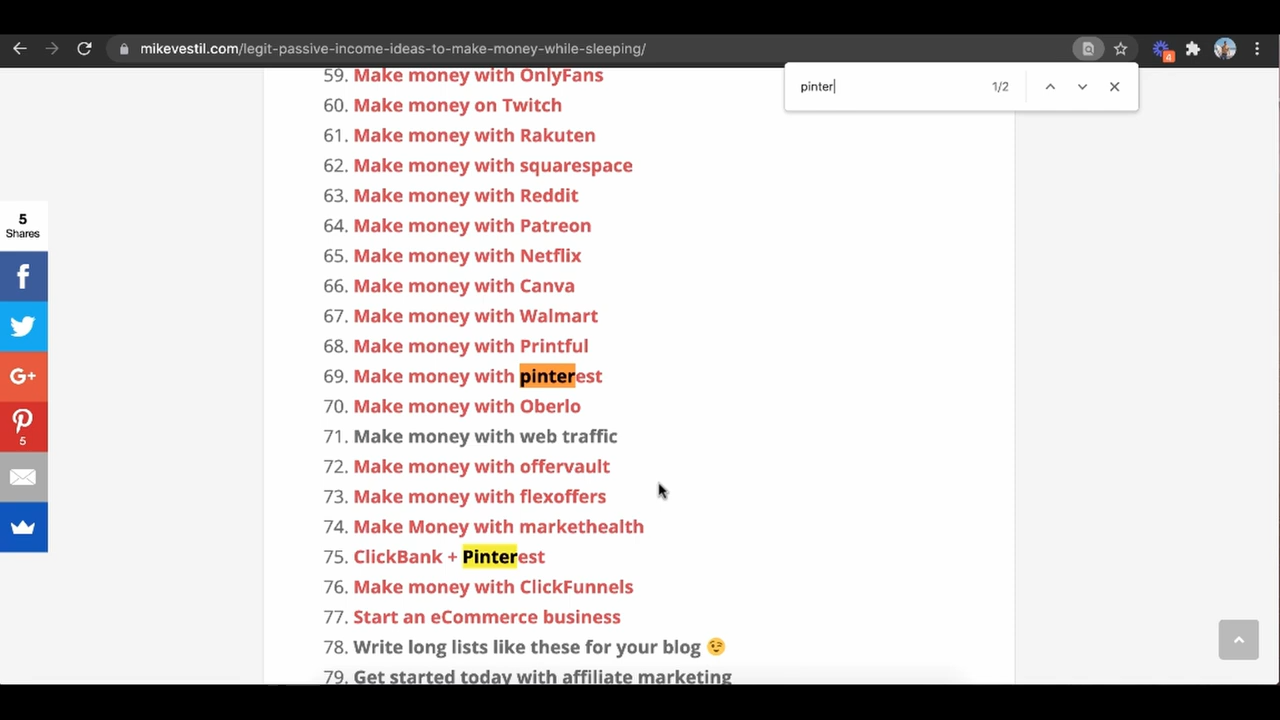 mikevestil.com/legit-passive-income-ideas-to-make-money-while-sleeping/
4
pinter 1/2
59. Make money with OnlyFans
60. Make money on Twitch
61. Make money with Rakuten
62. Make money with squarespace
63. Make money with Reddit
64. Make money with Patreon
65. Make money with Netflix
66. Make money with Canva
67. Make money with Walmart
68. Make money with Printful
69. Make money with pinterest
70. Make money with Oberlo
71. Make money with web traffic
72. Make money with offervault
73. Make money with flexoffers
74. Make Money with markethealth
75. ClickBank + Pinterest
76. Make money with ClickFunnels
77. Start an eCommerce business
78. Write long lists like these for your blog 😉
79. Get started today with affiliate marketing
5
Shares
f
G+
5